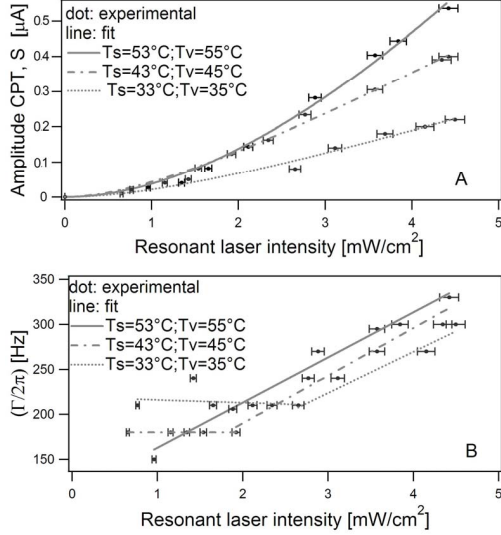 dot: experimental
line: fit
Ts=53°C;Tv=55°C
Ts=43°C;Tv=45°C
Ts=33°C;Tv=35°C
Amplitude CPT, S [µA]
0.5
0.4
0.3
0.2
0.1
0
0 1 2 3 4 5
A
Resonant laser intensity [mW/cm²]
dot: experimental
line: fit
Ts=53°C;Tv=55°C
Ts=43°C;Tv=45°C
Ts=33°C;Tv=35°C
(Γ/2π) [Hz]
350
300
250
200
150
B
0 1 2 3 4 5
Resonant laser intensity [mW/cm²]